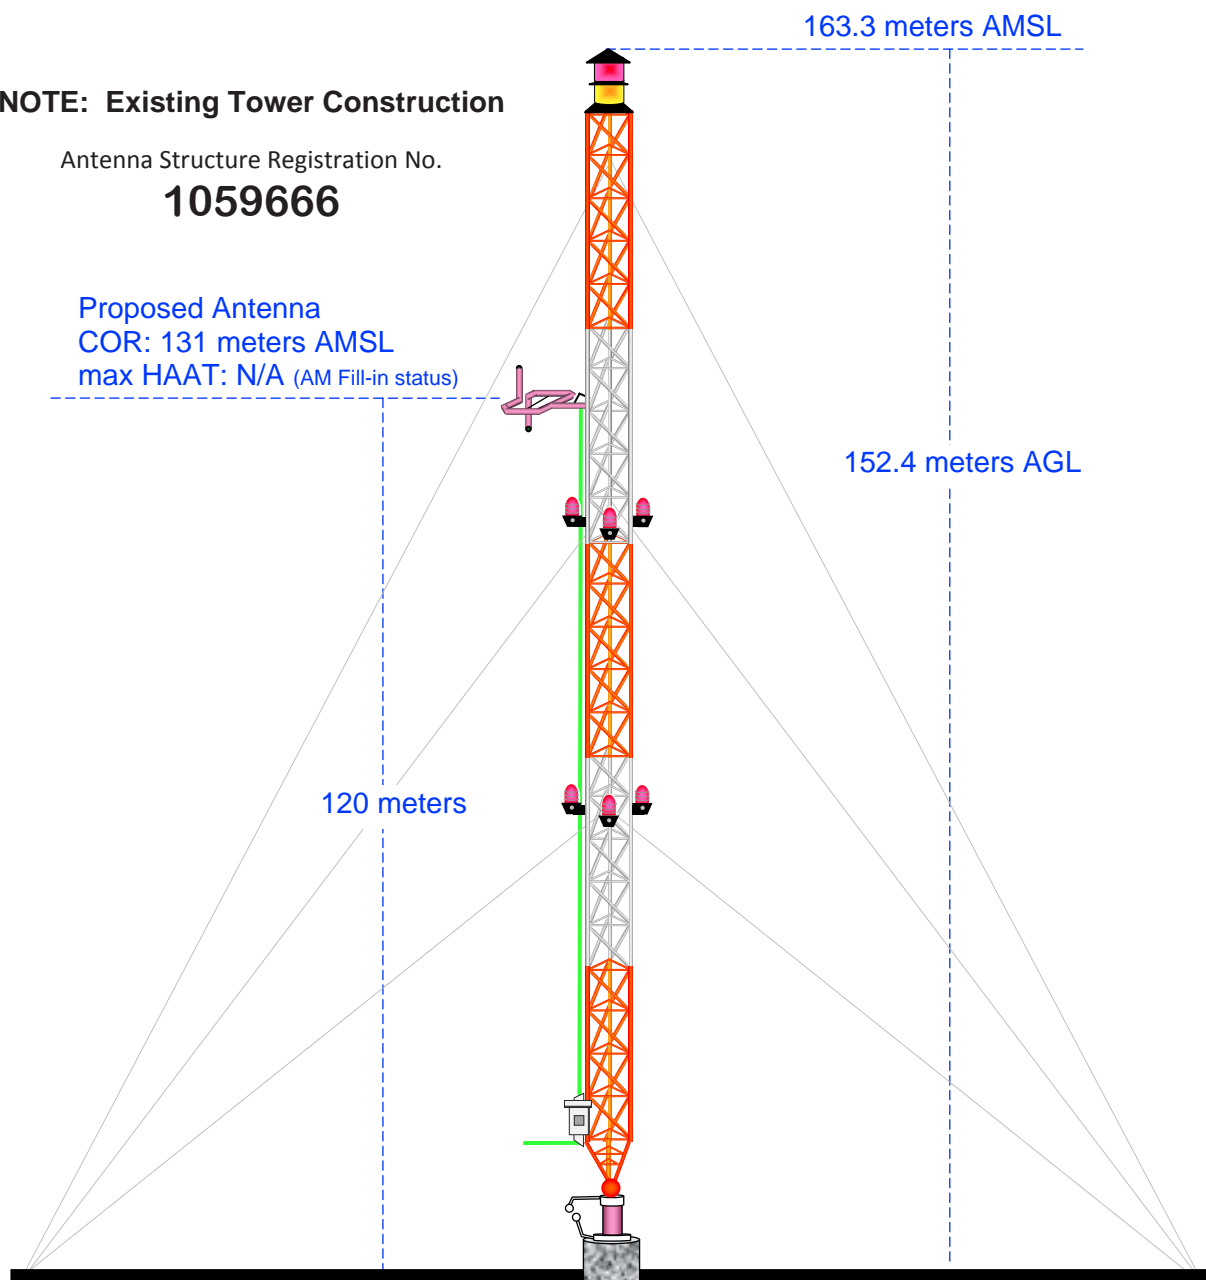 163.3 meters AMSL
NOTE: Existing Tower Construction
Antenna Structure Registration No.
1059666
Proposed Antenna
COR: 131 meters AMSL
max HAAT: N/A (AM Fill-in status)
152.4 meters AGL
120 meters